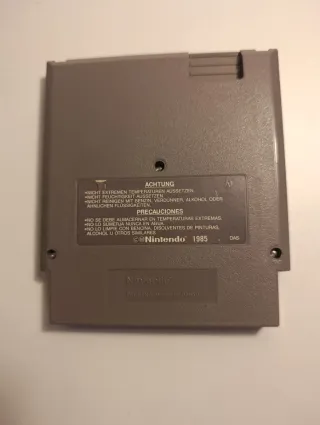 ACHTUNG
•NICHT EXTREMEN TEMPERATUREN AUSSETZEN.
•NICHT FEUCHTIGKEIT AUSSETZEN.
•NICHT REINIGEN MIT BENZIN, VERDÜNNER, ALKOHOL ODER
ÄHNLICHEN FLÜSSIGKEITEN.
PRECAUCIONES
•NO SE DEBE ALMACENAR EN TEMPERATURAS EXTREMAS.
•NO LO SUMERJA NUNCA EN AGUA.
•NO LO LIMPIE CON BENCINA, DISOLVENTES DE PINTURAS,
ALCOHOL U OTROS SIMILARES.
©Nintendo 1985